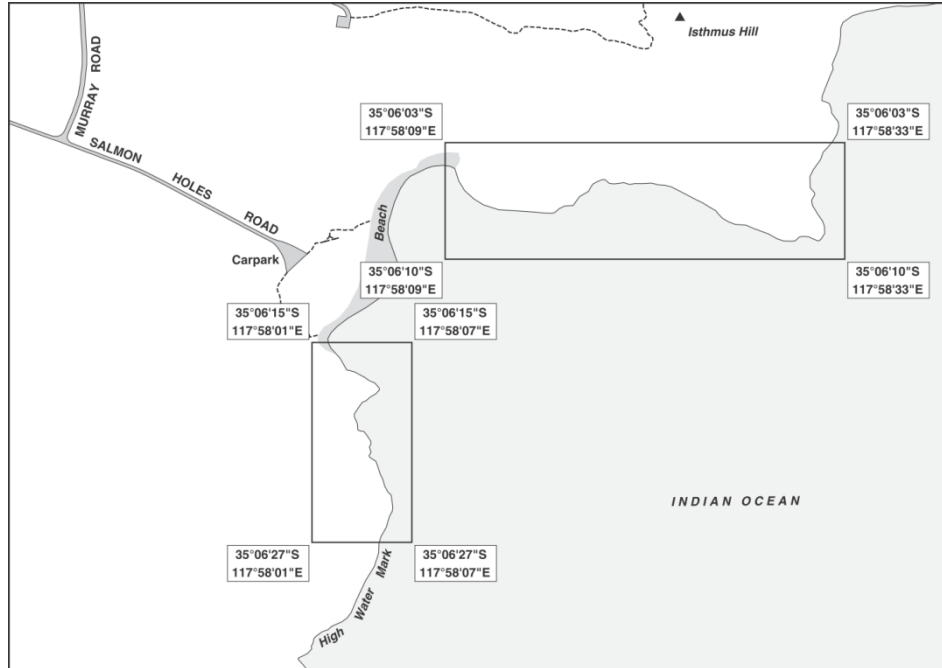 Isthmus Hill
MURRAY ROAD
SALMON HOLES ROAD
35°06'03"S
117°58'09"E
35°06'03"S
117°58'33"E
Beach
Carpark
35°06'10"S
117°58'09"E
35°06'10"S
117°58'33"E
35°06'15"S
117°58'01"E
35°06'15"S
117°58'07"E
INDIAN OCEAN
35°06'27"S
117°58'01"E
35°06'27"S
117°58'07"E
High Water Mark